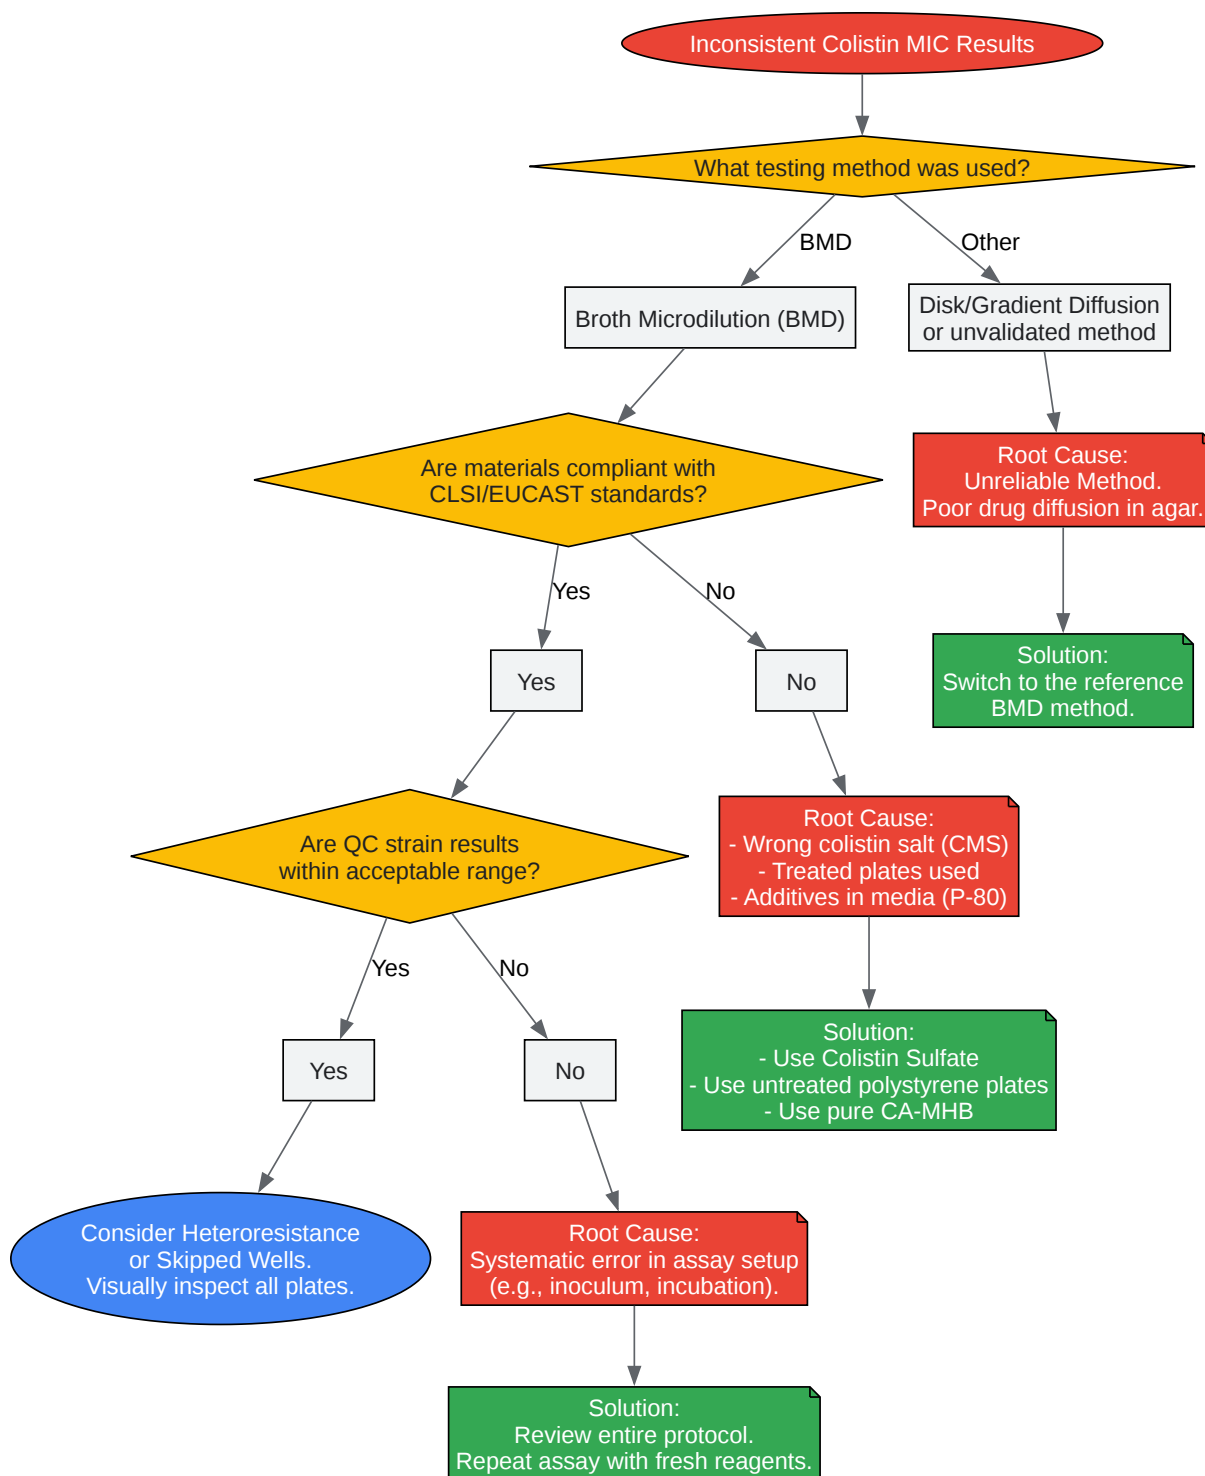 Inconsistent Colistin MIC Results
What testing method was used?
BMD
Other
Broth Microdilution (BMD)
Disk/Gradient Diffusion
or unvalidated method
Are materials compliant with
CLSI/EUCAST standards?
Root Cause:
Unreliable Method.
Poor drug diffusion in agar.
Yes
No
Solution:
Switch to the reference
BMD method.
Yes
No
Are QC strain results
within acceptable range?
Root Cause:
- Wrong colistin salt (CMS)
- Treated plates used
- Additives in media (P-80)
Yes
No
Solution:
- Use Colistin Sulfate
- Use untreated polystyrene plates
- Use pure CA-MHB
Yes
No
Consider Heteroresistance
or Skipped Wells.
Visually inspect all plates.
Root Cause:
Systematic error in assay setup
(e.g., inoculum, incubation).
Solution:
Review entire protocol.
Repeat assay with fresh reagents.